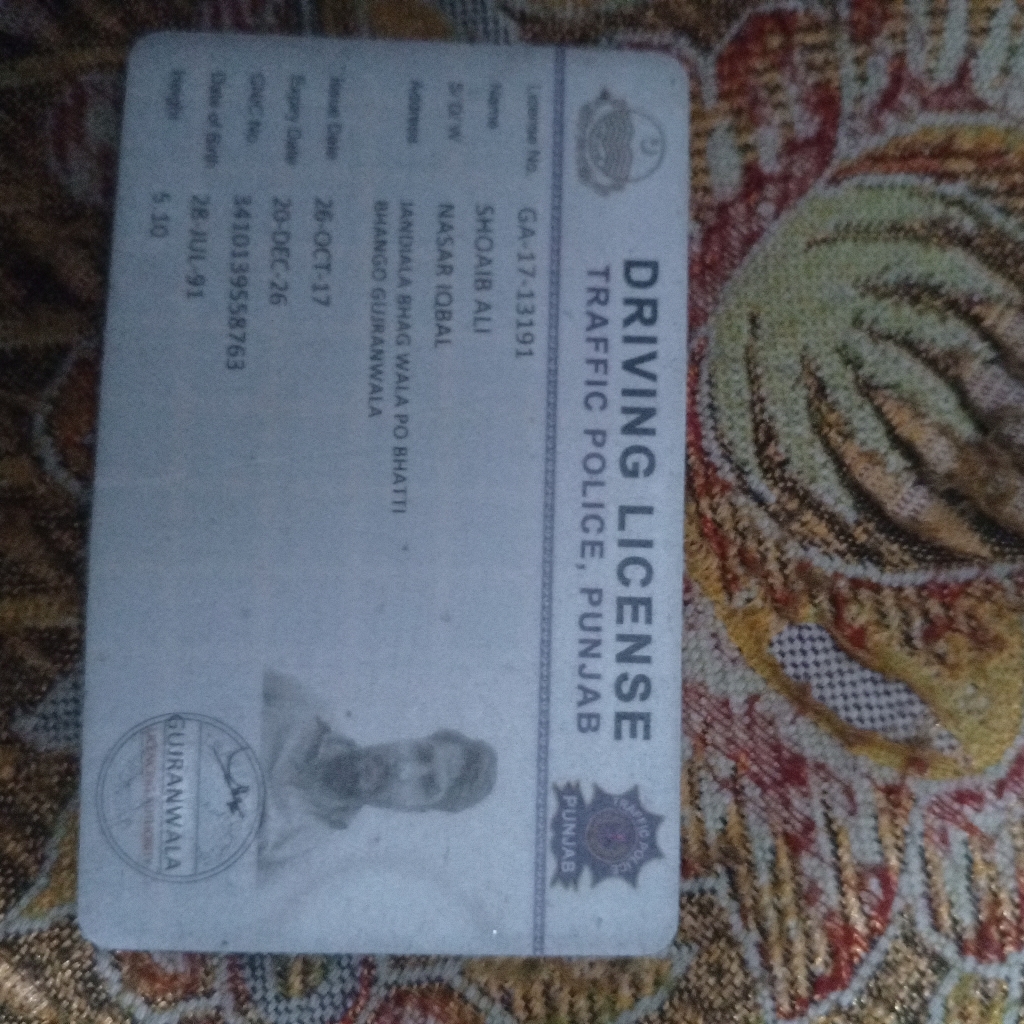 DRIVING LICENSE
TRAFFIC POLICE, PUNJAB
TRAFFIC POLICE
PUNJAB
License No. GA-17-13191
Name SHOAIB ALI
S/D/W NASAR IQBAL
Address JANDIALA BHAG WALA PO BHATTI
BHANGO GUJRANWALA
Issue Date 26-OCT-17
Expiry Date 20-DEC-26
CNIC No. 3410139558763
Date of Birth 28-JUL-91
Height 5 10
GUJRANWALA